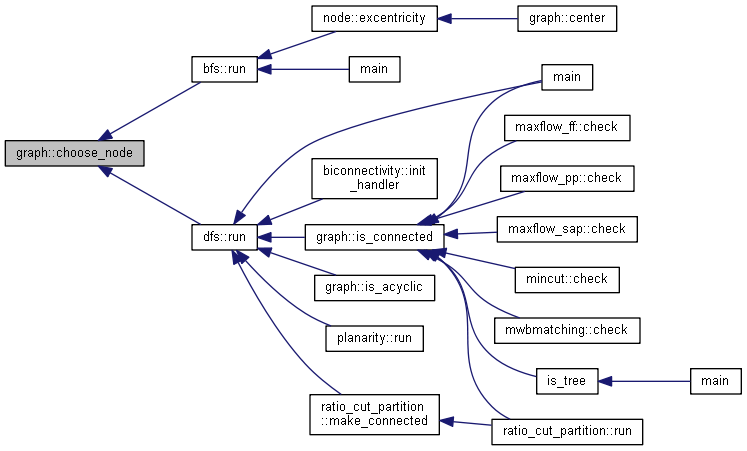 node::excentricity
graph::center
bfs::run
main
main
maxflow_ff::check
graph::choose_node
biconnectivity::init
_handler
maxflow_pp::check
dfs::run
graph::is_connected
maxflow_sap::check
graph::is_acyclic
mincut::check
planarity::run
mwbmatching::check
is_tree
main
ratio_cut_partition
::make_connected
ratio_cut_partition::run